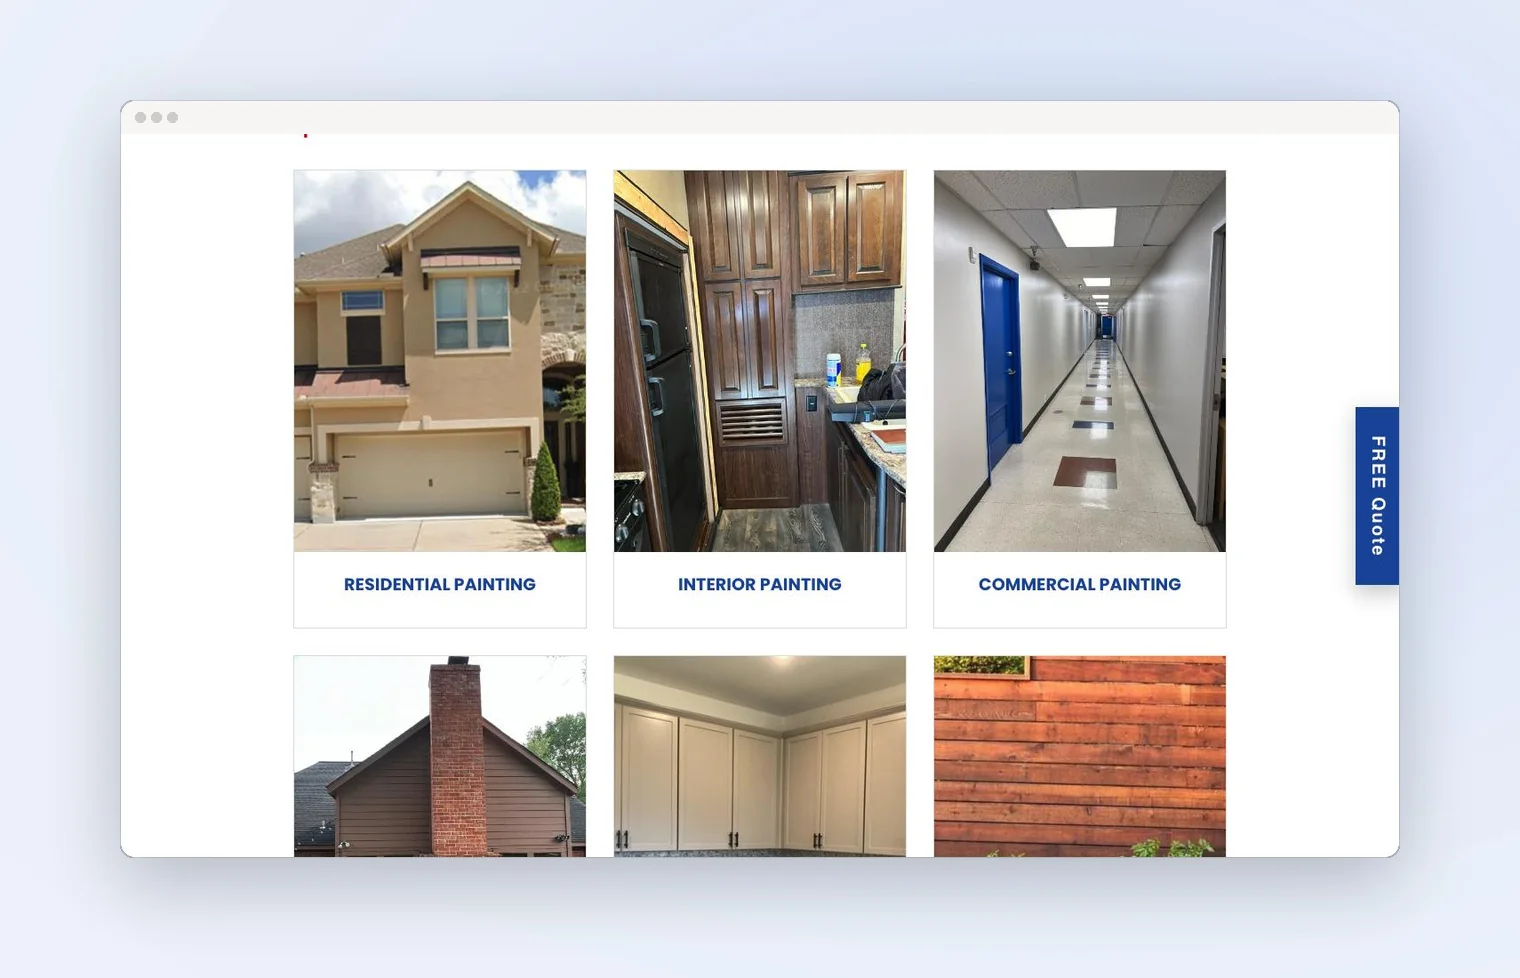 RESIDENTIAL PAINTING
INTERIOR PAINTING
COMMERCIAL PAINTING
FREE Quote